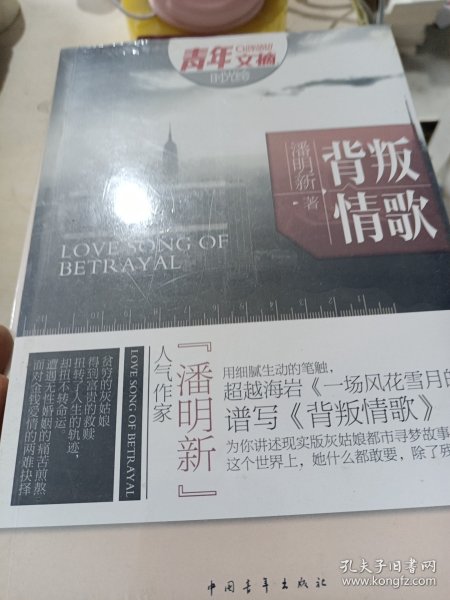 青年文摘
潘明新 著
背叛
情歌
LOVE SONG OF
BETRAYAL
贫穷的灰姑娘
得到富贵的救赎
扭转了人生的轨迹，
却扭不转命运
遭遇无性婚姻的痛苦煎熬
面对金钱爱情的两难抉择
LOVE SONG OF BETRAYAL
人气作家
『潘明新』
用细腻生动的笔触，
超越海岩《一场风花雪月的
谱写《背叛情歌》
为你讲述现实版灰姑娘都市寻梦故事
这个世界上，她什么都敢要，除了
中国青年出版社
孔夫子旧书网
www.kongfz.com